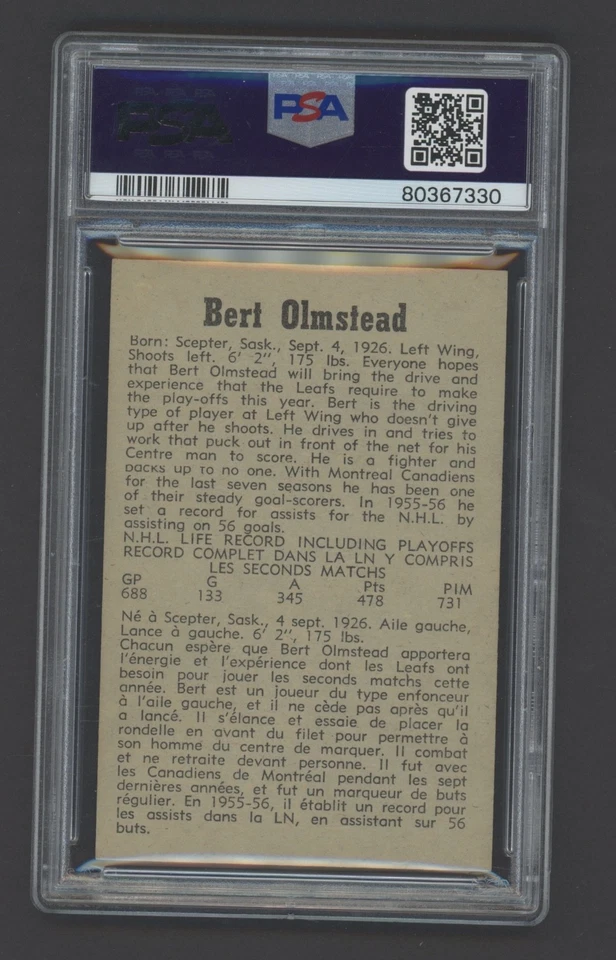 PSA
PSA
80367330
Bert Olmstead
Born: Scepter, Sask., Sept. 4, 1926. Left Wing,
Shoots left. 6' 2", 175 lbs. Everyone hopes
that Bert Olmstead will bring the drive and
experience that the Leafs require to make
the play-offs this year. Bert is the driving
type of player at Left Wing who doesn't give
up after he shoots. He drives in and tries to
work that puck out in front of the net for his
Centre man to score. He is a fighter and
backs up to no one. With Montreal Canadiens
for the last seven seasons he has been one
of their steady goal-scorers. In 1955-56 he
set a record for assists for the N.H.L. by
assisting on 56 goals.
N.H.L. LIFE RECORD INCLUDING PLAYOFFS
RECORD COMPLET DANS LA LN Y COMPRIS
LES SECONDS MATCHS
GP G A Pts PIM
688 133 345 478 731
Né à Scepter, Sask., 4 sept. 1926. Aile gauche,
Lance à gauche. 6' 2", 175 lbs.
Chacun espère que Bert Olmstead apportera
l'énergie et l'expérience dont les Leafs ont
besoin pour jouer les seconds matchs cette
année. Bert est un joueur du type enfonceur
à l'aile gauche, et il ne cède pas après qu'il
a lancé. Il s'élance et essaie de placer la
rondelle en avant du filet pour permettre à
son homme du centre de marquer. Il combat
et ne retraite devant personne. Il fut avec
les Canadiens de Montréal pendant les sept
dernières années, et fut un marqueur de buts
régulier. En 1955-56, il établit un record pour
les assists dans la LN, en assistant sur 56
buts.